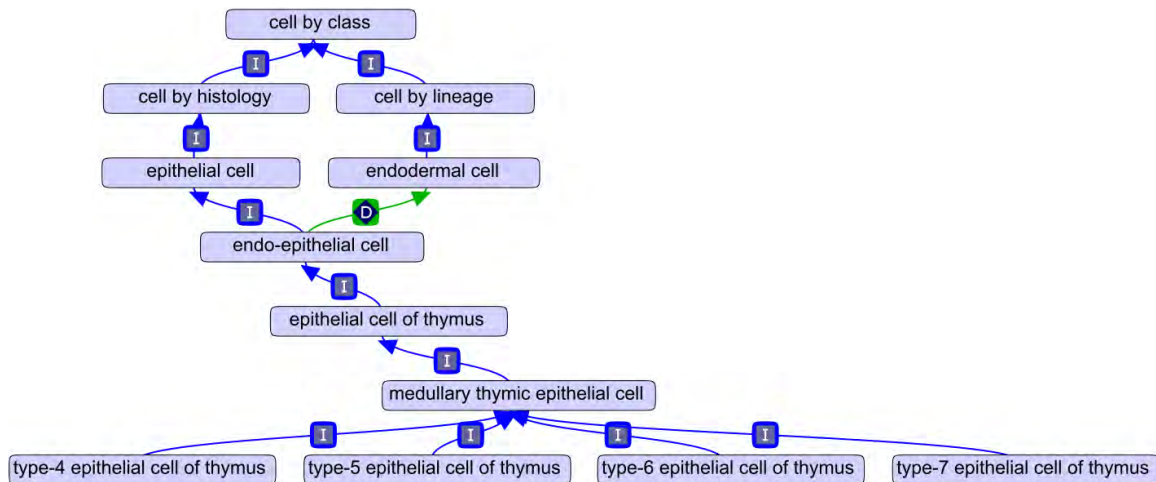 cell by class
I I
cell by histology cell by lineage
I I
epithelial cell endodermal cell
I D
endo-epithelial cell
I
epithelial cell of thymus
I
medullary thymic epithelial cell
I I I I
type-4 epithelial cell of thymus type-5 epithelial cell of thymus type-6 epithelial cell of thymus type-7 epithelial cell of thymus